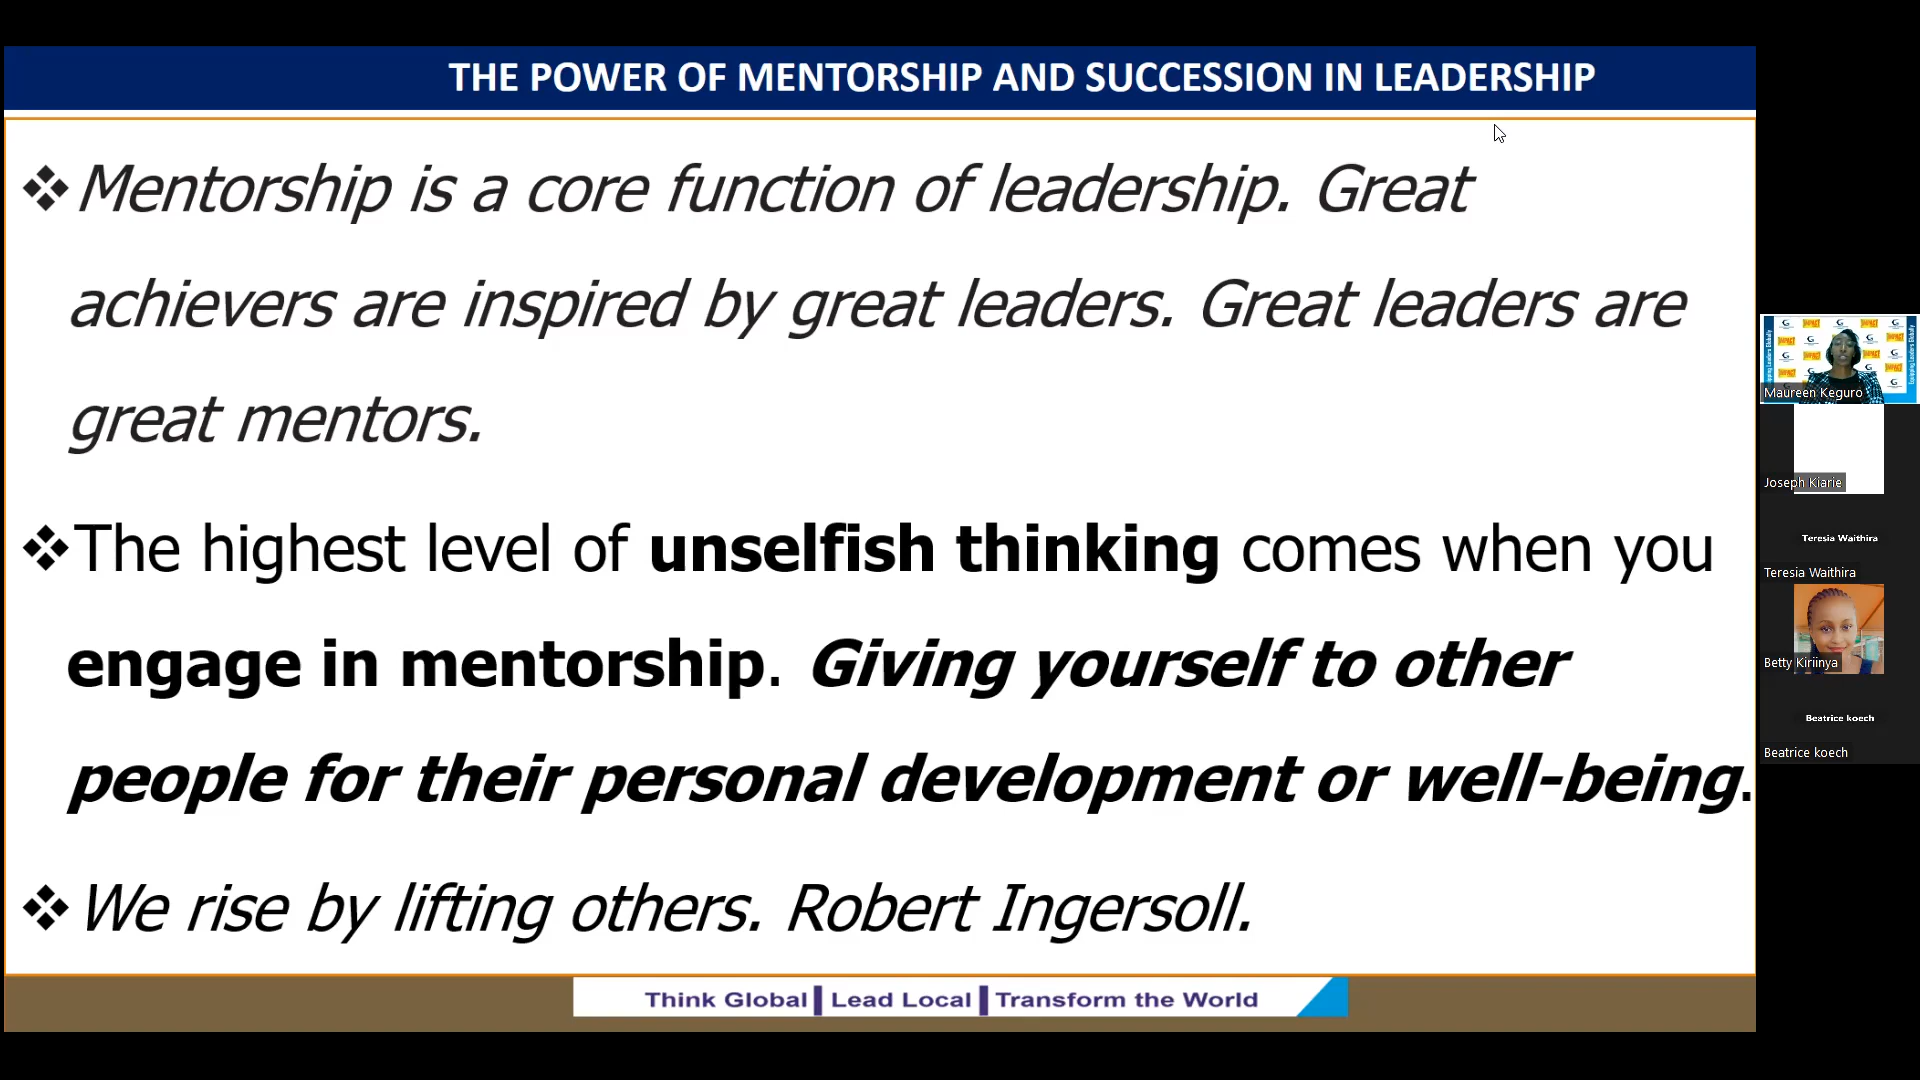 THE POWER OF MENTORSHIP AND SUCCESSION IN LEADERSHIP
Mentorship is a core function of leadership. Great
achievers are inspired by great leaders. Great leaders are
great mentors.
The highest level of unselfish thinking comes when you
engage in mentorship. Giving yourself to other
people for their personal development or well-being.
We rise by lifting others. Robert Ingersoll.
Think Global Lead Local Transform the World
Maureen Keguro
Joseph Kiarie
Teresia Waithira
Teresia Waithira
Betty Kiriinya
Beatrice koech
Beatrice koech